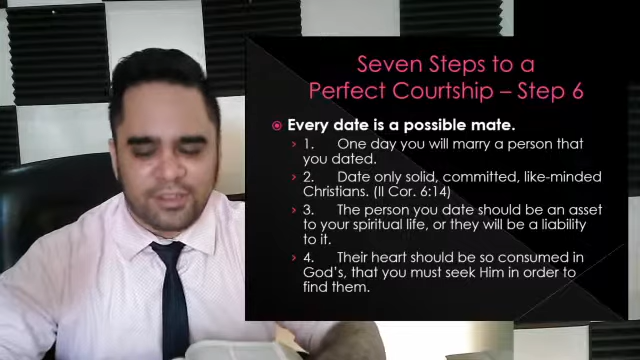 Seven Steps to a
Perfect Courtship – Step 6
Every date is a possible mate.
1. One day you will marry a person that
you dated.
2. Date only solid, committed, like-minded
Christians. (II Cor. 6:14)
3. The person you date should be an asset
to your spiritual life, or they will be a liability
to it.
4. Their heart should be so consumed in
God’s, that you must seek Him in order to
find them.